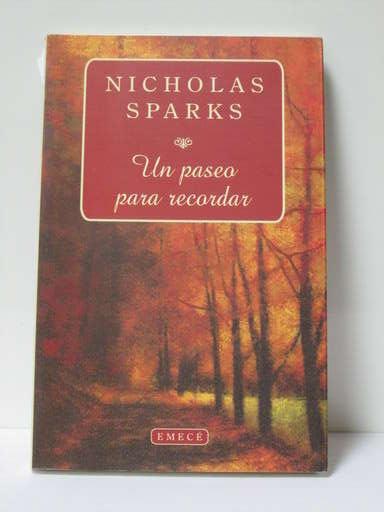 NICHOLAS
SPARKS
Un paseo
para recordar
EMECÉ